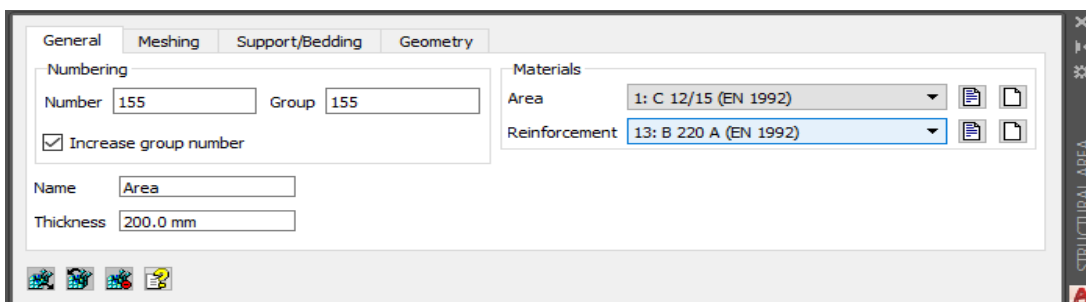 General Meshing Support/Bedding Geometry
Numbering
Number 155 Group 155
Increase group number
Materials
Area 1: C 12/15 (EN 1992)
Reinforcement 13: B 220 A (EN 1992)
Name Area
Thickness 200.0 mm
STRUCTURAL AREA
A